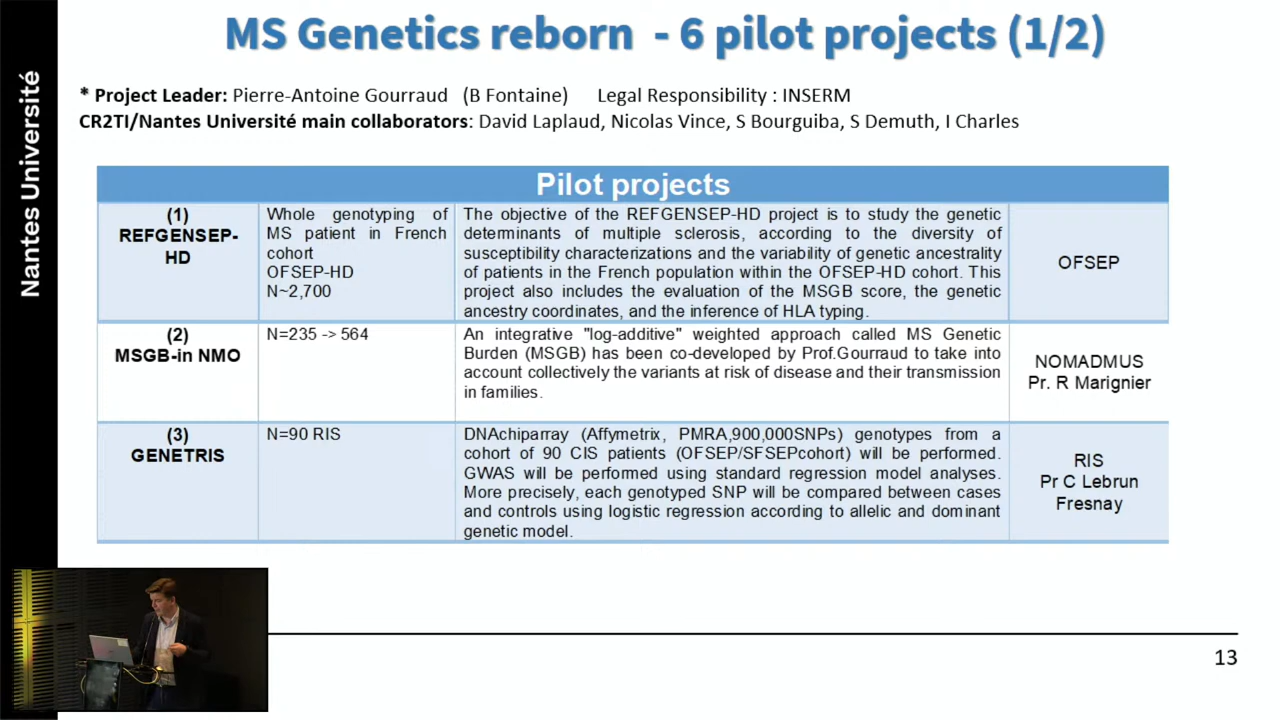 MS Genetics reborn - 6 pilot projects (1/2)
Nantes Université
* Project Leader: Pierre-Antoine Gourraud (B Fontaine) Legal Responsibility : INSERM
CR2TI/Nantes Université main collaborators: David Laplaud, Nicolas Vince, S Bourguiba, S Demuth, I Charles
Pilot projects
(1)
REFGENSEP-
HD
Whole genotyping of
MS patient in French
cohort
OFSEP-HD
N~2,700
The objective of the REFGENSEP-HD project is to study the genetic
determinants of multiple sclerosis, according to the diversity of
susceptibility characterizations and the variability of genetic ancestrality
of patients in the French population within the OFSEP-HD cohort. This
project also includes the evaluation of the MSGB score, the genetic
ancestry coordinates, and the inference of HLA typing.
OFSEP
(2)
MSGB-in NMO
N=235 -> 564
An integrative "log-additive" weighted approach called MS Genetic
Burden (MSGB) has been co-developed by Prof.Gourraud to take into
account collectively the variants at risk of disease and their transmission
in families.
NOMADMUS
Pr. R Marignier
(3)
GENETRIS
N=90 RIS
DNAchiparray (Affymetrix, PMRA,900,000SNPs) genotypes from a
cohort of 90 CIS patients (OFSEP/SFSEPcohort) will be performed.
GWAS will be performed using standard regression model analyses.
More precisely, each genotyped SNP will be compared between cases
and controls using logistic regression according to allelic and dominant
genetic model.
RIS
Pr C Lebrun
Fresnay
13